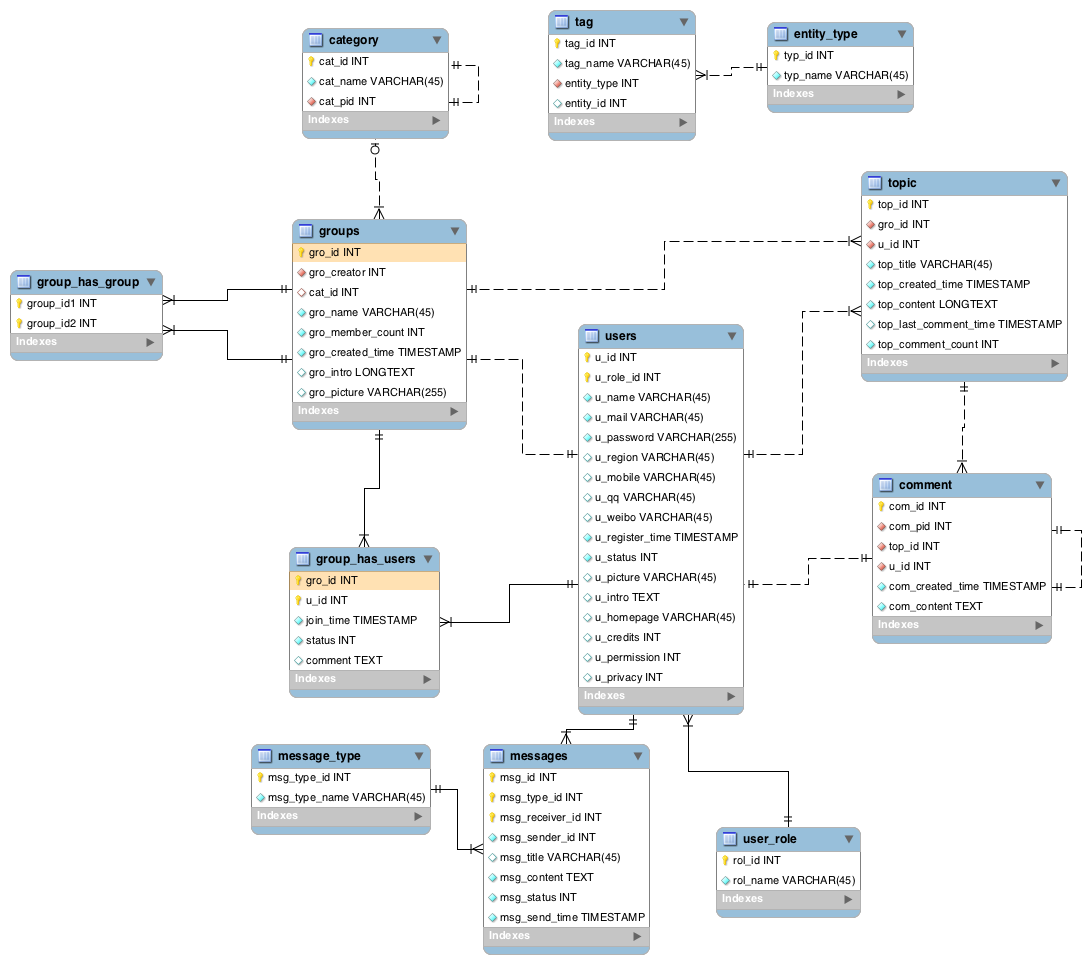 category
cat_id INT
cat_name VARCHAR(45)
cat_pid INT
Indexes
tag
tag_id INT
tag_name VARCHAR(45)
entity_type INT
entity_id INT
Indexes
entity_type
typ_id INT
typ_name VARCHAR(45)
Indexes
topic
top_id INT
gro_id INT
u_id INT
top_title VARCHAR(45)
top_created_time TIMESTAMP
top_content LONGTEXT
top_last_comment_time TIMESTAMP
top_comment_count INT
Indexes
groups
gro_id INT
gro_creator INT
cat_id INT
gro_name VARCHAR(45)
gro_member_count INT
gro_created_time TIMESTAMP
gro_intro LONGTEXT
gro_picture VARCHAR(255)
Indexes
group_has_group
group_id1 INT
group_id2 INT
Indexes
users
u_id INT
u_role_id INT
u_name VARCHAR(45)
u_mail VARCHAR(45)
u_password VARCHAR(255)
u_region VARCHAR(45)
u_mobile VARCHAR(45)
u_qq VARCHAR(45)
u_weibo VARCHAR(45)
u_register_time TIMESTAMP
u_status INT
u_picture VARCHAR(45)
u_intro TEXT
u_homepage VARCHAR(45)
u_credits INT
u_permission INT
u_privacy INT
Indexes
comment
com_id INT
com_pid INT
top_id INT
u_id INT
com_created_time TIMESTAMP
com_content TEXT
Indexes
group_has_users
gro_id INT
u_id INT
join_time TIMESTAMP
status INT
comment TEXT
Indexes
message_type
msg_type_id INT
msg_type_name VARCHAR(45)
Indexes
messages
msg_id INT
msg_type_id INT
msg_receiver_id INT
msg_sender_id INT
msg_title VARCHAR(45)
msg_content TEXT
msg_status INT
msg_send_time TIMESTAMP
Indexes
user_role
rol_id INT
rol_name VARCHAR(45)
Indexes